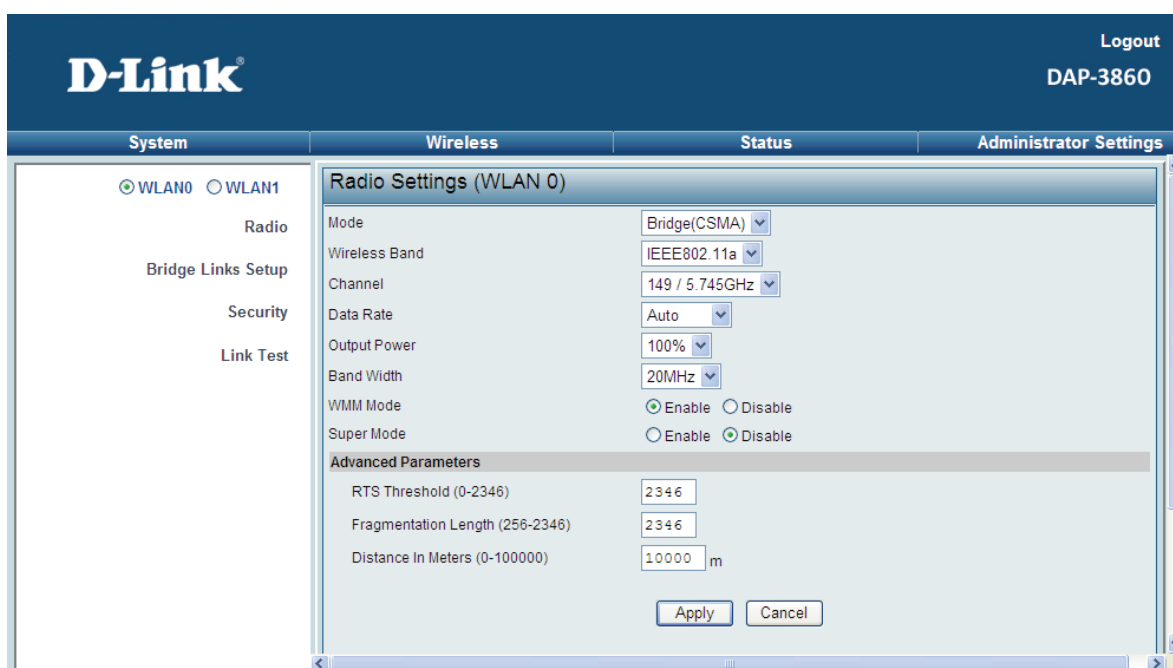 Logout
D-Link®
DAP-3860
System Wireless Status Administrator Settings
WLAN0 WLAN1
Radio
Bridge Links Setup
Security
Link Test
Radio Settings (WLAN 0)
Mode Bridge(CSMA)
Wireless Band IEEE802.11a
Channel 149 / 5.745GHz
Data Rate Auto
Output Power 100%
Band Width 20MHz
WMM Mode Enable Disable
Super Mode Enable Disable
Advanced Parameters
RTS Threshold (0-2346) 2346
Fragmentation Length (256-2346) 2346
Distance In Meters (0-100000) 10000 m
Apply Cancel